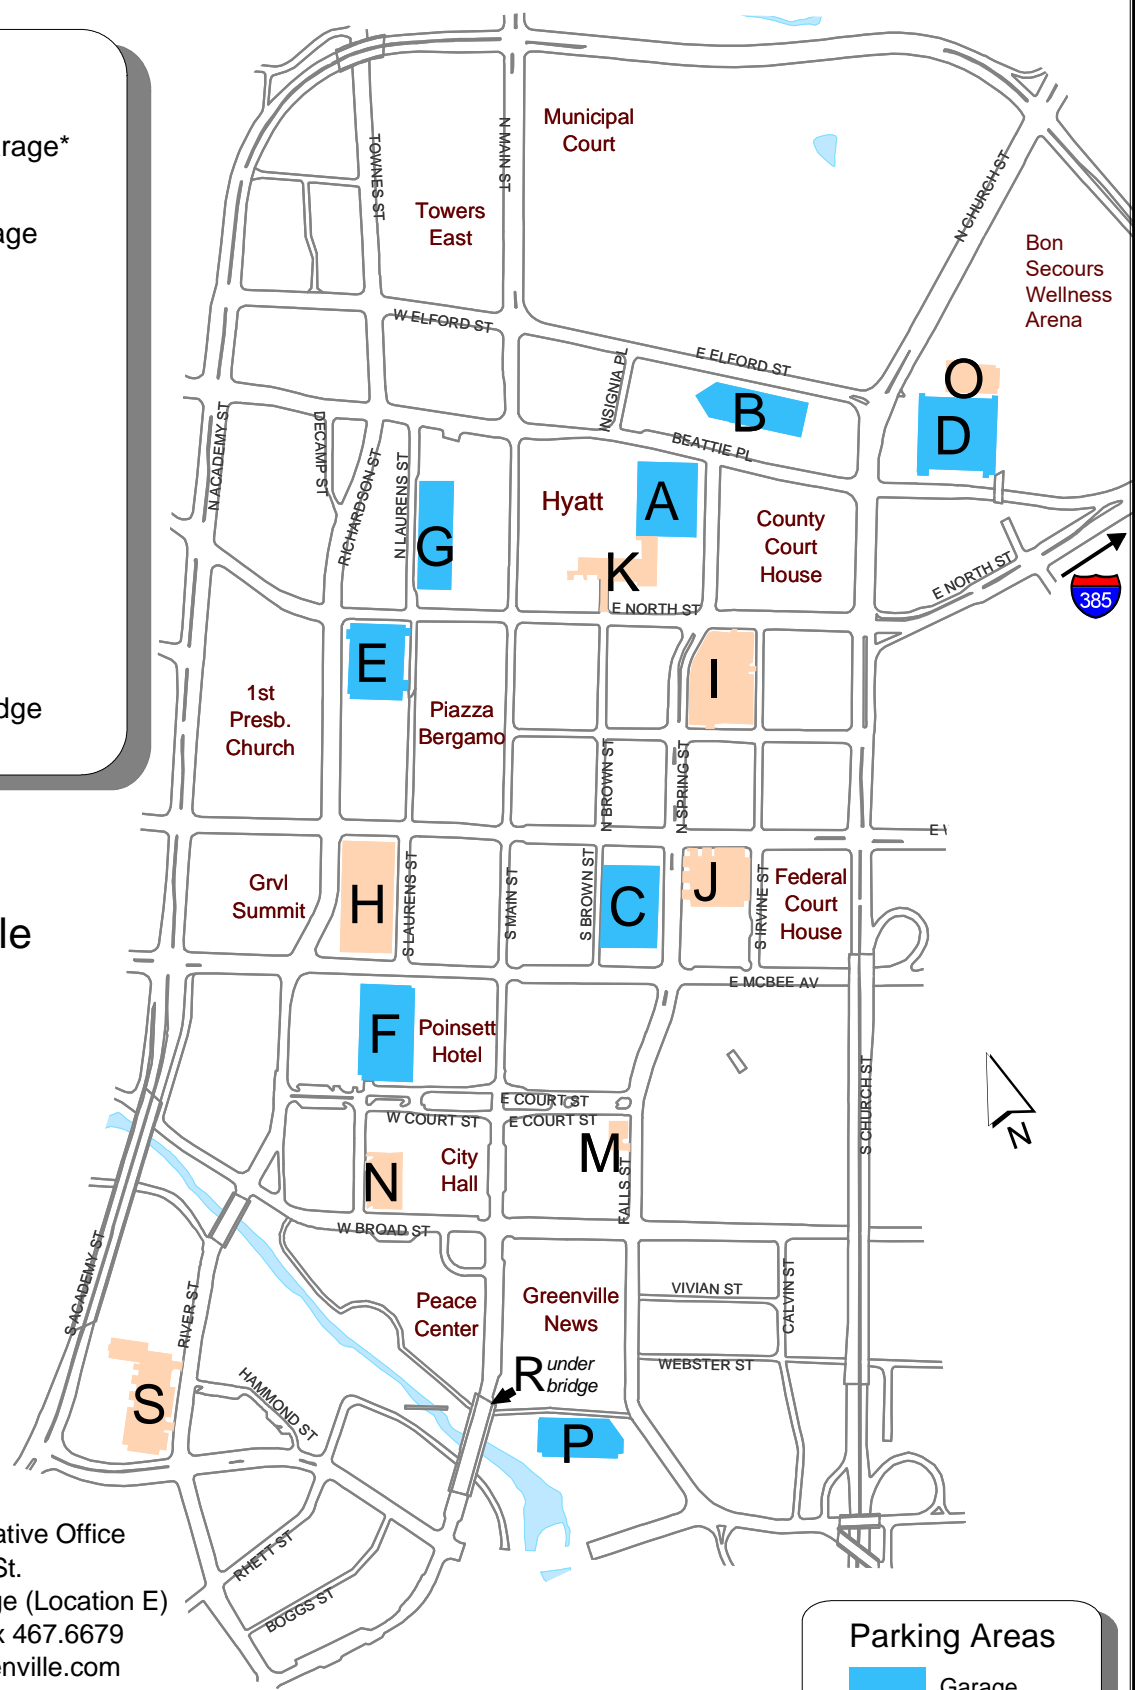 rage*
age
dge
le
ative Office
St.
ge (Location E)
x 467.6679
enville.com
Municipal
Court
TOWNES ST
N MAIN ST
Towers
East
N CHURCH ST
Bon
Secours
Wellness
Arena
W ELFORD ST
E ELFORD ST
INSIGNIA PL
O
B
D
BEATTIE PL
N ACADEMY ST
DECAMP ST
RICHARDSON ST
N LAURENS ST
G
Hyatt
A
K
County
Court
House
E NORTH ST
E NORTH ST
385
E
I
1st
Presb.
Church
Piazza
Bergamo
N BROWN ST
N SPRING ST
Grvl
Summit
H
S LAURENS ST
S MAIN ST
S BROWN ST
C
J
S IRVINE ST
Federal
Court
House
E MCBEE AV
F
Poinsett
Hotel
S CHURCH ST
N
E COURT ST
W COURT ST
E COURT ST
M
FALLS ST
City
Hall
N
W BROAD ST
S ACADEMY ST
RIVER ST
Peace
Center
Greenville
News
VIVIAN ST
CALVIN ST
WEBSTER ST
R
under
bridge
S
HAMMOND ST
P
RHETT ST
BOGGS ST
Parking Areas
Garage